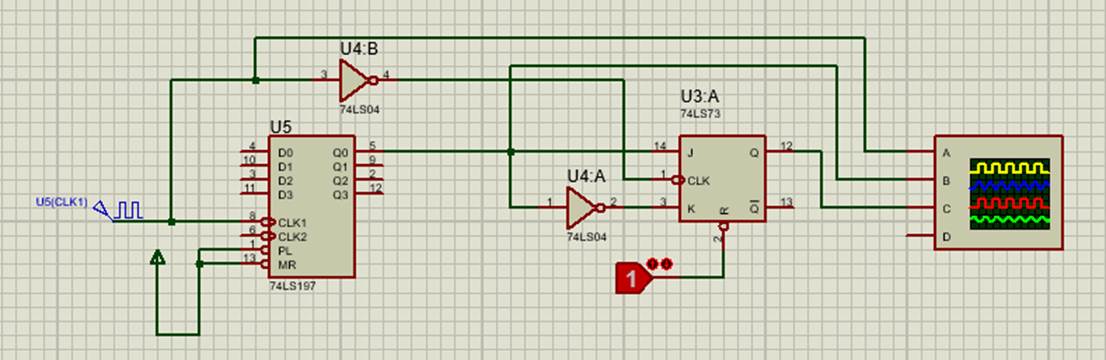 U4:B
3 4
74LS04
U3:A
74LS73
U5
4 D0 Q0 5
10 D1 Q1 9
3 D2 Q2 2
11 D3 Q3 12
8 CLK1
6 CLK2
1 PL
13 MR
74LS197
U5(CLK1)
U4:A
1 2
74LS04
14 J Q 12
1 CLK
3 K Q 13
R
2
1
A
B
C
D